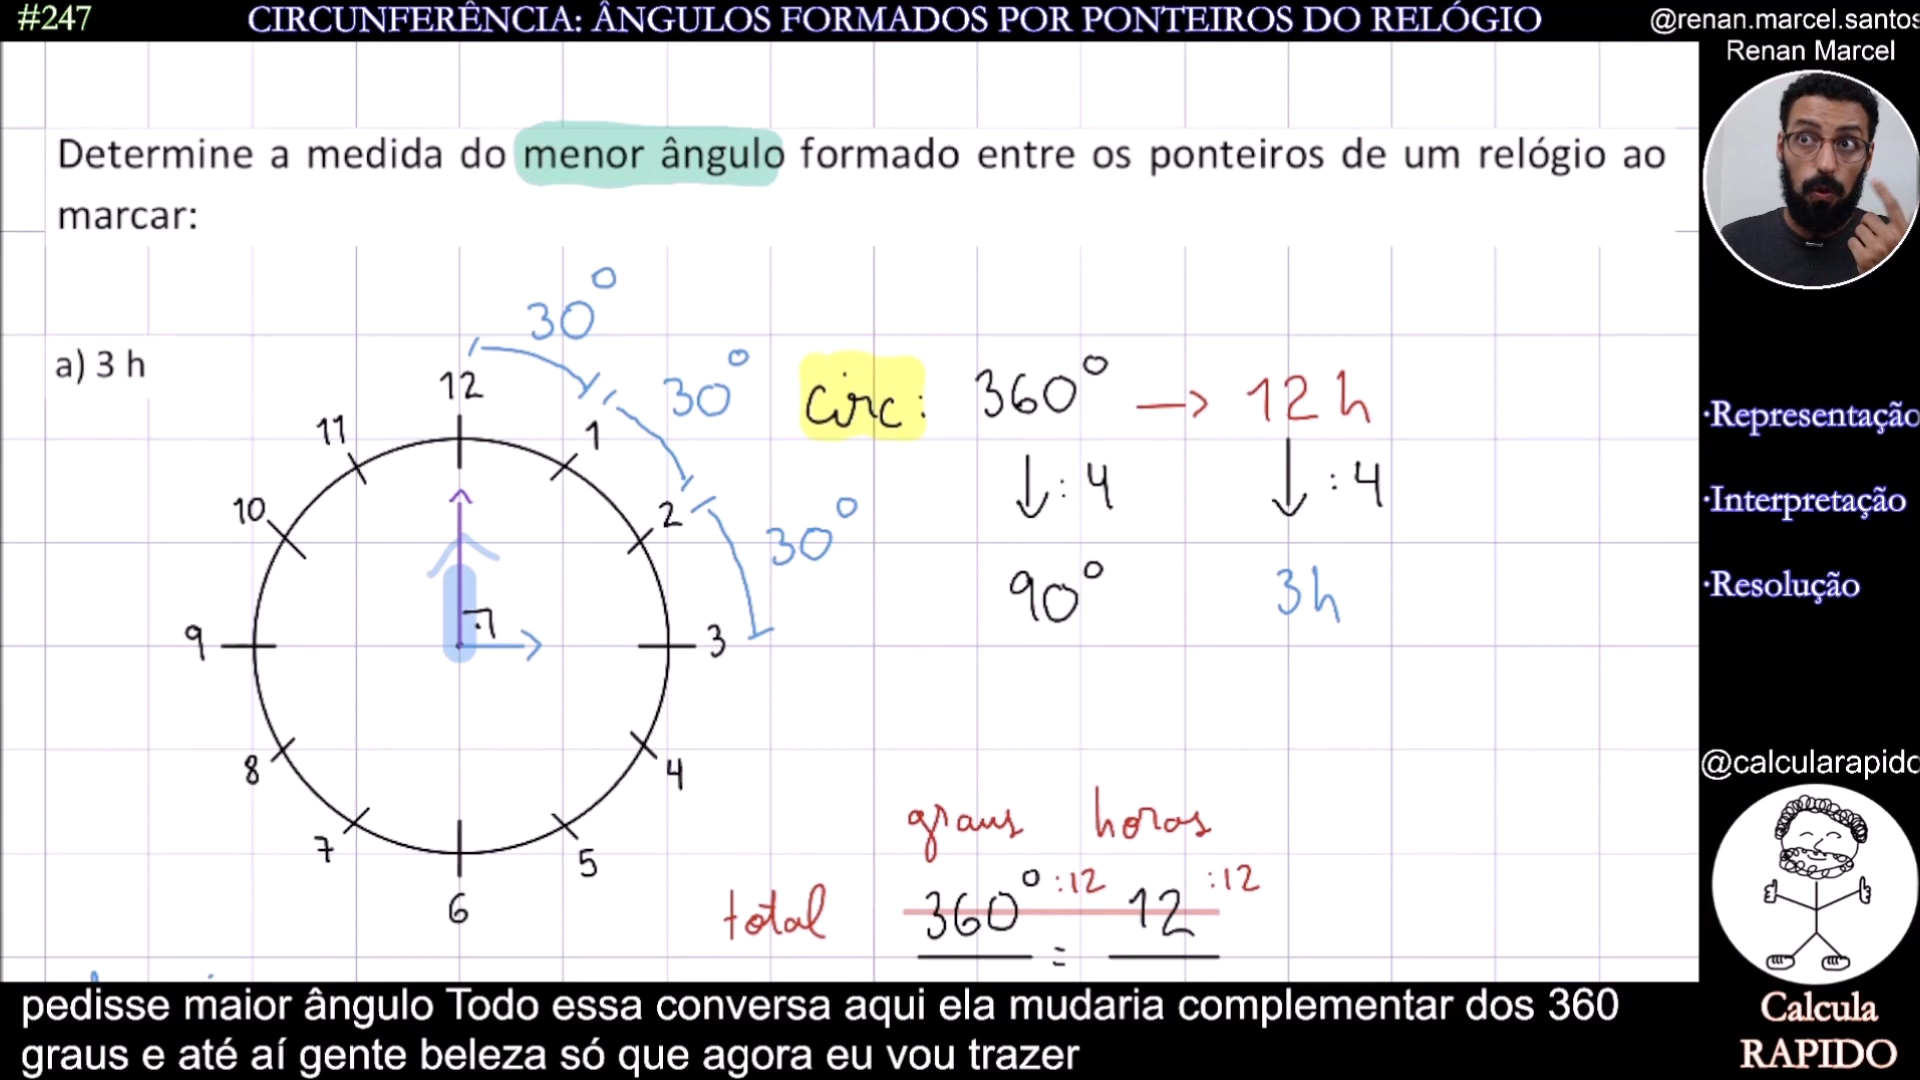 #247
CIRCUNFERÊNCIA: ÂNGULOS FORMADOS POR PONTEIROS DO RELÓGIO
@renan.marcel.santos
Renan Marcel
Determine a medida do menor ângulo formado entre os ponteiros de um relógio ao
marcar:
a) 3 h
30°
30°
30°
12
1
2
3
4
5
6
7
8
9
10
11
Circ: 360° → 12 h
↓ : 4 ↓ : 4
90° 3h
graus horas
total 360° :12 = 12 :12
·Representação
·Interpretação
·Resolução
@calcularapido
Calcula
RAPIDO
pedisse maior ângulo Todo essa conversa aqui ela mudaria complementar dos 360
graus e até aí gente beleza só que agora eu vou trazer